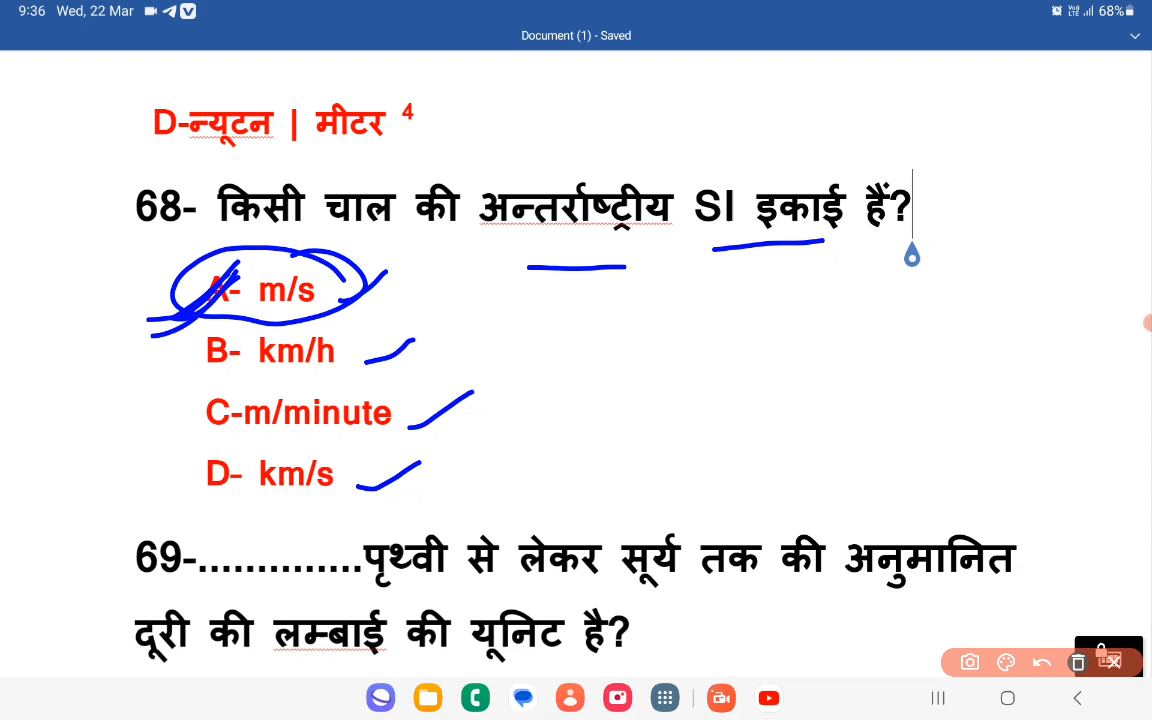 9:36 Wed, 22 Mar
68%
Document (1) - Saved
D-न्यूटन | मीटर ⁴
68- किसी चाल की अन्तर्राष्ट्रीय SI इकाई हैं?
A- m/s
B- km/h
C-m/minute
D- km/s
69-..............पृथ्वी से लेकर सूर्य तक की अनुमानित
दूरी की लम्बाई की यूनिट है?